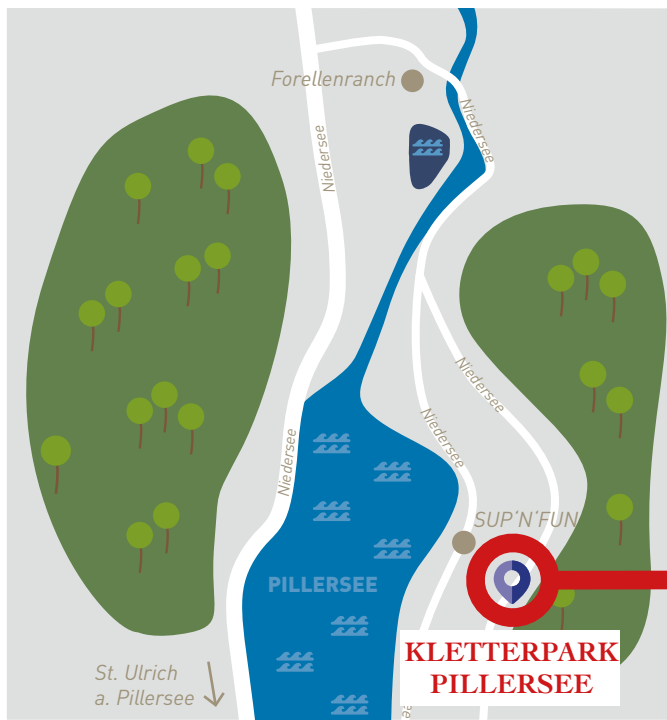 Forellenranch
Niedersee
Niedersee
Niedersee
Niedersee
Niedersee
SUP'N'FUN
PILLERSEE
KLETTERPARK
PILLERSEE
St. Ulrich
a. Pillersee